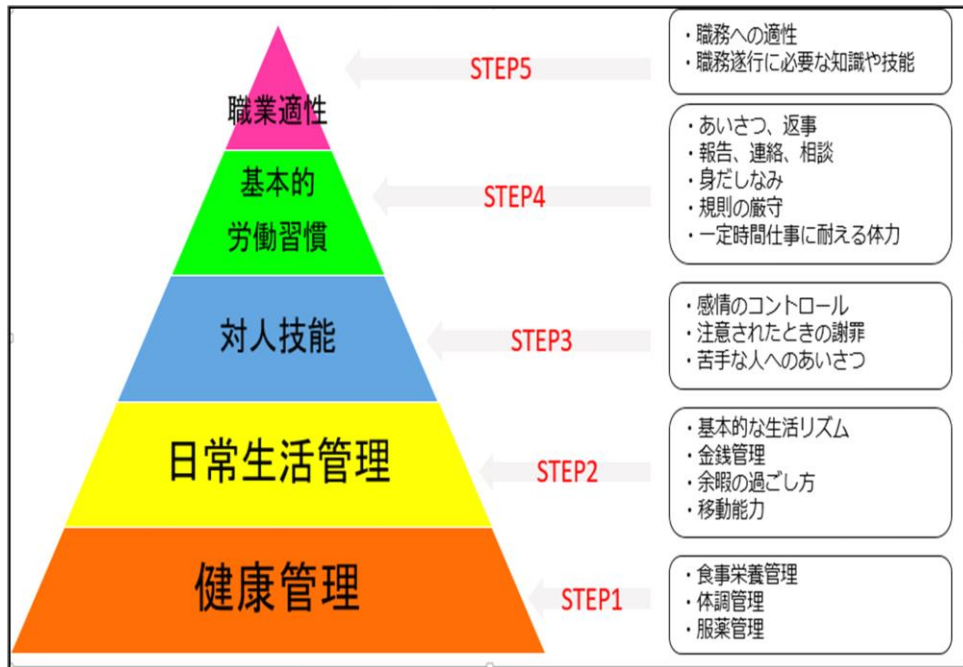 職業適性
STEP5
・職務への適性
・職務遂行に必要な知識や技能
基本的
労働習慣
STEP4
・あいさつ、返事
・報告、連絡、相談
・身だしなみ
・規則の厳守
・一定時間仕事に耐える体力
対人技能
STEP3
・感情のコントロール
・注意されたときの謝罪
・苦手な人へのあいさつ
日常生活管理
STEP2
・基本的な生活リズム
・金銭管理
・余暇の過ごし方
・移動能力
健康管理
STEP1
・食事栄養管理
・体調管理
・服薬管理